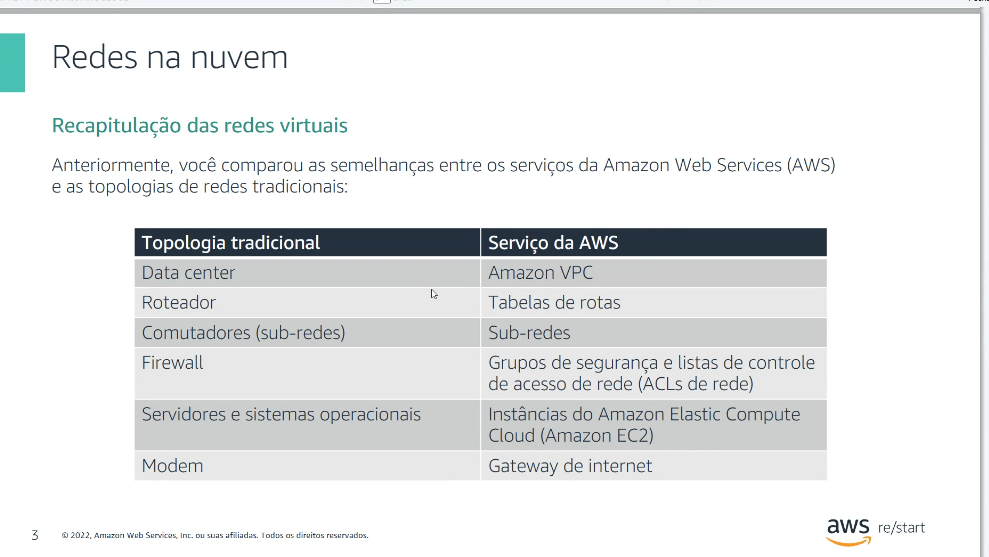 Redes na nuvem
Recapitulação das redes virtuais
Anteriormente, você comparou as semelhanças entre os serviços da Amazon Web Services (AWS)
e as topologias de redes tradicionais:
Topologia tradicional
Serviço da AWS
Data center
Amazon VPC
Roteador
Tabelas de rotas
Comutadores (sub-redes)
Sub-redes
Firewall
Grupos de segurança e listas de controle
de acesso de rede (ACLs de rede)
Servidores e sistemas operacionais
Instâncias do Amazon Elastic Compute
Cloud (Amazon EC2)
Modem
Gateway de internet
3
© 2022, Amazon Web Services, Inc. ou suas afiliadas. Todos os direitos reservados.
aws re/start